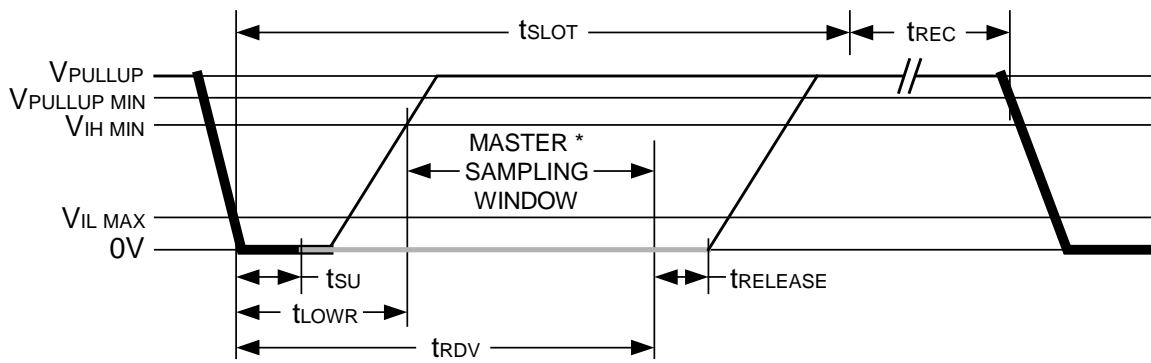 tSLOT
tREC
VPULLUP
VPULLUP MIN
VIH MIN
MASTER *
SAMPLING
WINDOW
VIL MAX
0V
tSU
tRELEASE
tLOWR
tRDV